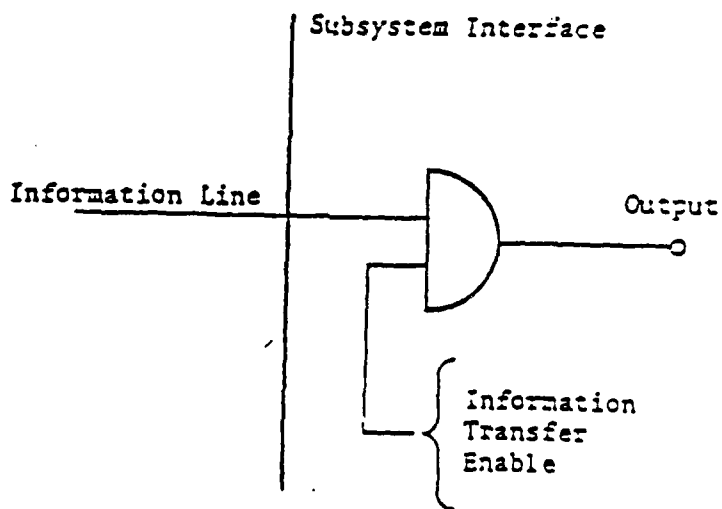 Subsystem Interface
Information Line
Output
Information
Transfer
Enable